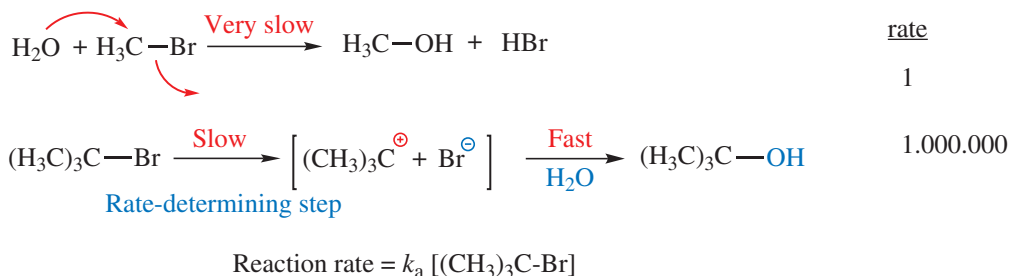 Very slow
H₂O + H₃C—Br → H₃C—OH + HBr
rate
1
Slow Fast
(H₃C)₃C—Br → [(CH₃)₃C⊕ + Br⊖] → (H₃C)₃C—OH 1.000.000
H₂O
Rate-determining step
Reaction rate = kₐ [(CH₃)₃C-Br]